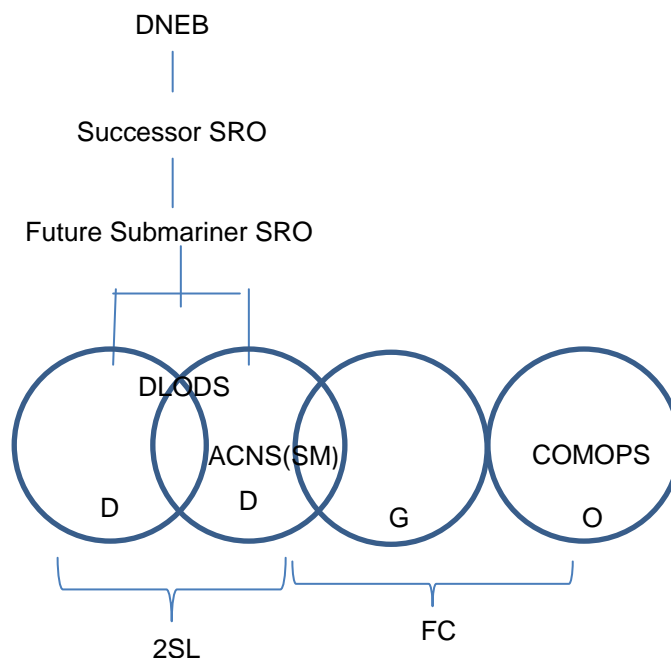 DNEB
Successor SRO
Future Submariner SRO
DLODS
ACNS(SM)
COMOPS
D
D
G
O
2SL
FC